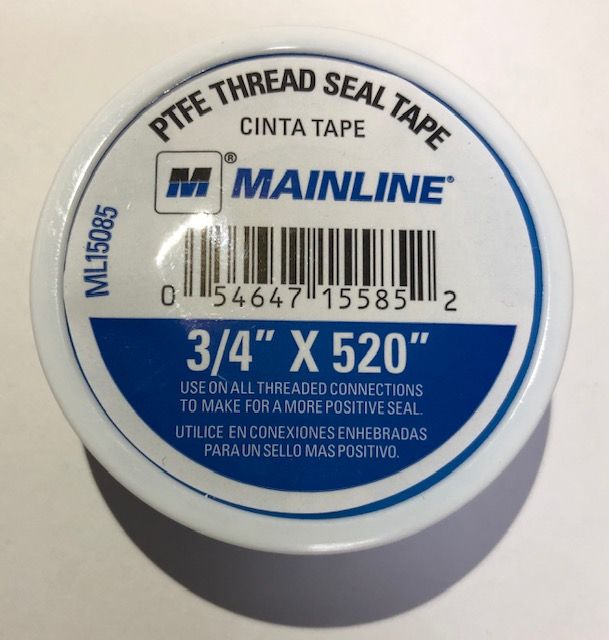 PTFE THREAD SEAL TAPE
CINTA TAPE
M® MAINLINE®
ML15085
0 54647 15585 2
3/4" X 520"
USE ON ALL THREADED CONNECTIONS
TO MAKE FOR A MORE POSITIVE SEAL.
UTILICE EN CONEXIONES ENHEBRADAS
PARA UN SELLO MAS POSITIVO.